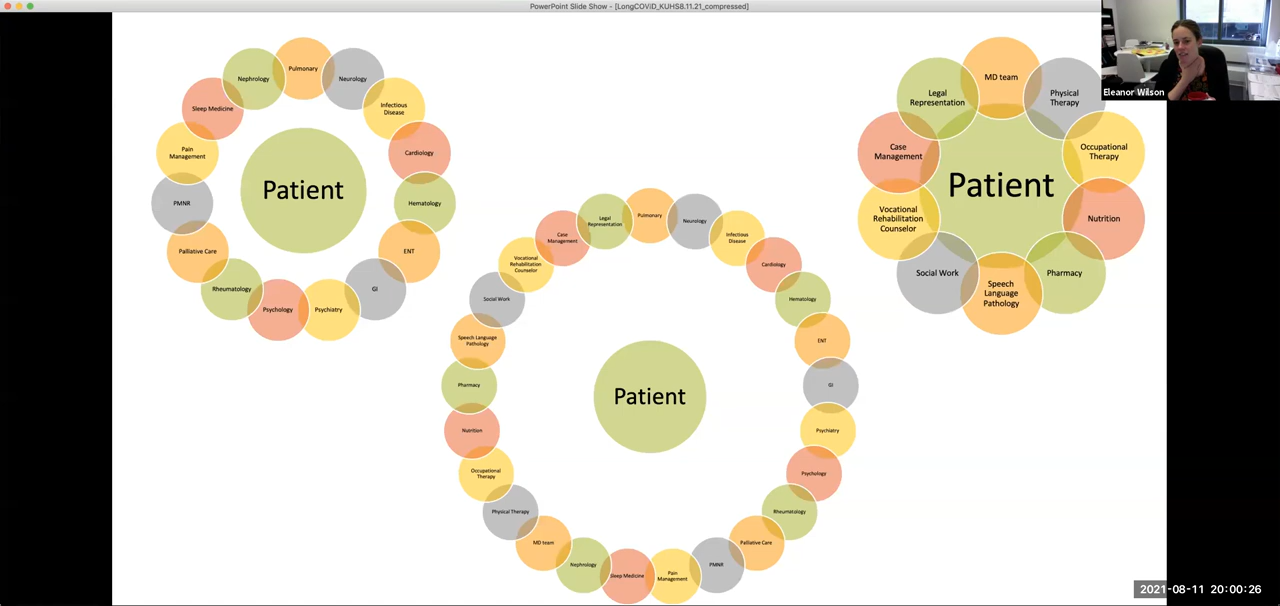 PowerPoint Slide Show - [LongCOViD_KUHS8.11.21_compressed]
Eleanor Wilson
Patient
Pulmonary
Neurology
Infectious
Disease
Cardiology
Hematology
ENT
GI
Psychiatry
Psychology
Rheumatology
Palliative Care
PMNR
Pain
Management
Sleep Medicine
Nephrology
Patient
Pulmonary
Neurology
Infectious
Disease
Cardiology
Hematology
ENT
GI
Psychiatry
Psychology
Rheumatology
Palliative Care
PMNR
Pain
Management
Sleep Medicine
Nephrology
MD team
Physical Therapy
Occupational
Therapy
Nutrition
Pharmacy
Speech Language
Pathology
Social Work
Vocational
Rehabilitation
Counselor
Case
Management
Legal
Representation
Patient
MD team
Physical
Therapy
Occupational
Therapy
Nutrition
Pharmacy
Speech
Language
Pathology
Social Work
Vocational
Rehabilitation
Counselor
Case
Management
Legal
Representation
2021-08-11 20:00:26